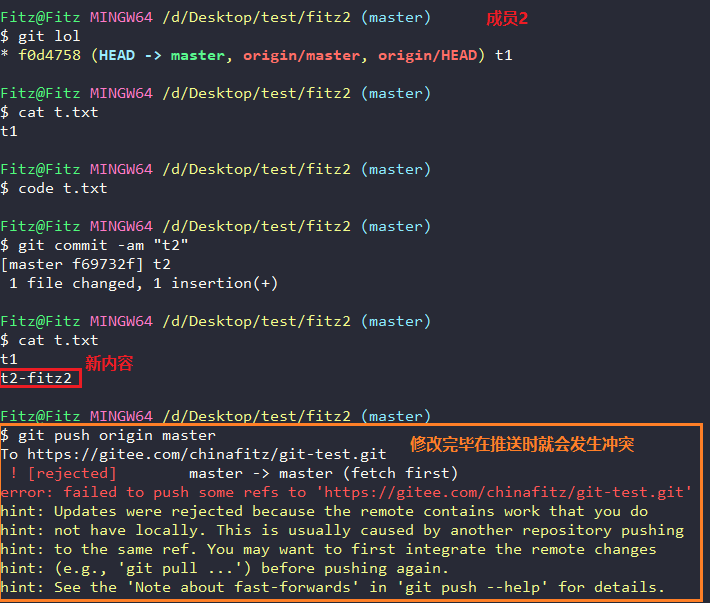 Fitz@Fitz MINGW64 /d/Desktop/test/fitz2 (master) 成员2
$ git lol
* f0d4758 (HEAD -> master, origin/master, origin/HEAD) t1
Fitz@Fitz MINGW64 /d/Desktop/test/fitz2 (master)
$ cat t.txt
t1
Fitz@Fitz MINGW64 /d/Desktop/test/fitz2 (master)
$ code t.txt
Fitz@Fitz MINGW64 /d/Desktop/test/fitz2 (master)
$ git commit -am "t2"
[master f69732f] t2
 1 file changed, 1 insertion(+)
Fitz@Fitz MINGW64 /d/Desktop/test/fitz2 (master)
$ cat t.txt
t1
新内容
t2-fitz2
Fitz@Fitz MINGW64 /d/Desktop/test/fitz2 (master)
$ git push origin master
修改完毕在推送时就会发生冲突
To https://gitee.com/chinafitz/git-test.git
 ! [rejected]        master -> master (fetch first)
error: failed to push some refs to 'https://gitee.com/chinafitz/git-test.git'
hint: Updates were rejected because the remote contains work that you do
hint: not have locally. This is usually caused by another repository pushing
hint: to the same ref. You may want to first integrate the remote changes
hint: (e.g., 'git pull ...') before pushing again.
hint: See the 'Note about fast-forwards' in 'git push --help' for details.